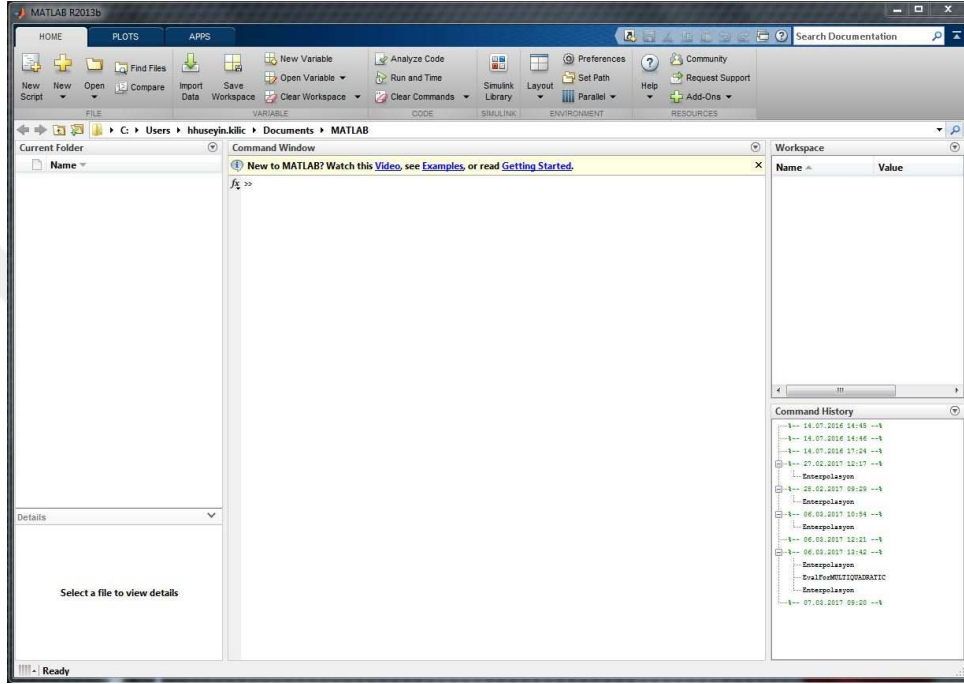 MATLAB R2013b
HOME PLOTS APPS
Search Documentation
New Script
New
Open
Find Files
Compare
Import Data
Save Workspace
New Variable
Open Variable
Clear Workspace
Analyze Code
Run and Time
Clear Commands
Simulink Library
Layout
Preferences
Set Path
Parallel
Help
Community
Request Support
Add-Ons
FILE VARIABLE CODE SIMULINK ENVIRONMENT RESOURCES
C: Users hhuseyin.kilic Documents MATLAB
Current Folder
Name
Command Window
New to MATLAB? Watch this Video, see Examples, or read Getting Started.
fx >>
Workspace
Name Value
Command History
%-- 14.07.2016 14:45 --%
%-- 14.07.2016 14:46 --%
%-- 14.07.2016 17:24 --%
%-- 27.02.2017 12:17 --%
Enterpolasyon
%-- 28.02.2017 09:29 --%
Enterpolasyon
%-- 06.03.2017 10:54 --%
Enterpolasyon
%-- 06.03.2017 12:21 --%
%-- 06.03.2017 13:42 --%
Enterpolasyon
EvalForMULTIQUADRATIC
Enterpolasyon
%-- 07.03.2017 09:20 --%
Details
Select a file to view details
Ready